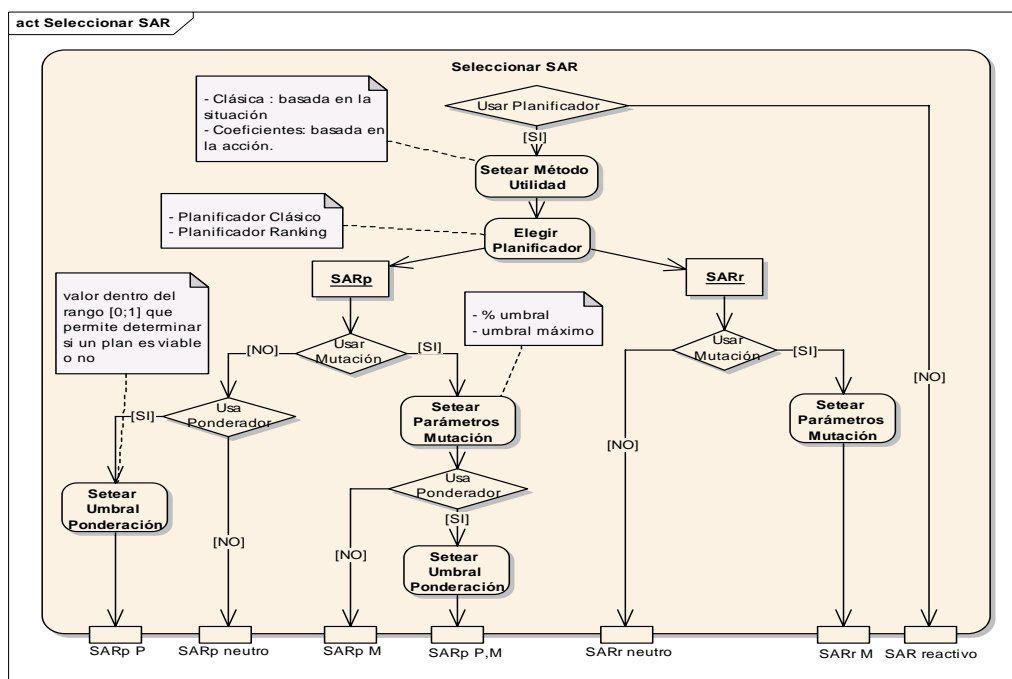 act Seleccionar SAR
Seleccionar SAR
- Clásica : basada en la
situación
- Coeficientes: basada en
la acción.
Usar Planificador
[SI]
Setear Método
Utilidad
- Planificador Clásico
- Planificador Ranking
Elegir
Planificador
SARp
SARr
valor dentro del
rango [0;1] que
permite determinar
si un plan es viable
o no
- % umbral
- umbral máximo
Usar
Mutación
[NO]
[SI]
Usar
Mutación
[SI]
[NO]
Usa
Ponderador
[SI]
Setear
Parámetros
Mutación
Setear
Parámetros
Mutación
[NO]
Usa
Ponderador
Setear
Umbral
Ponderación
[SI]
[NO]
[NO]
Setear
Umbral
Ponderación
SARp P
SARp neutro
SARp M
SARp P,M
SARr neutro
SARr M
SAR reactivo